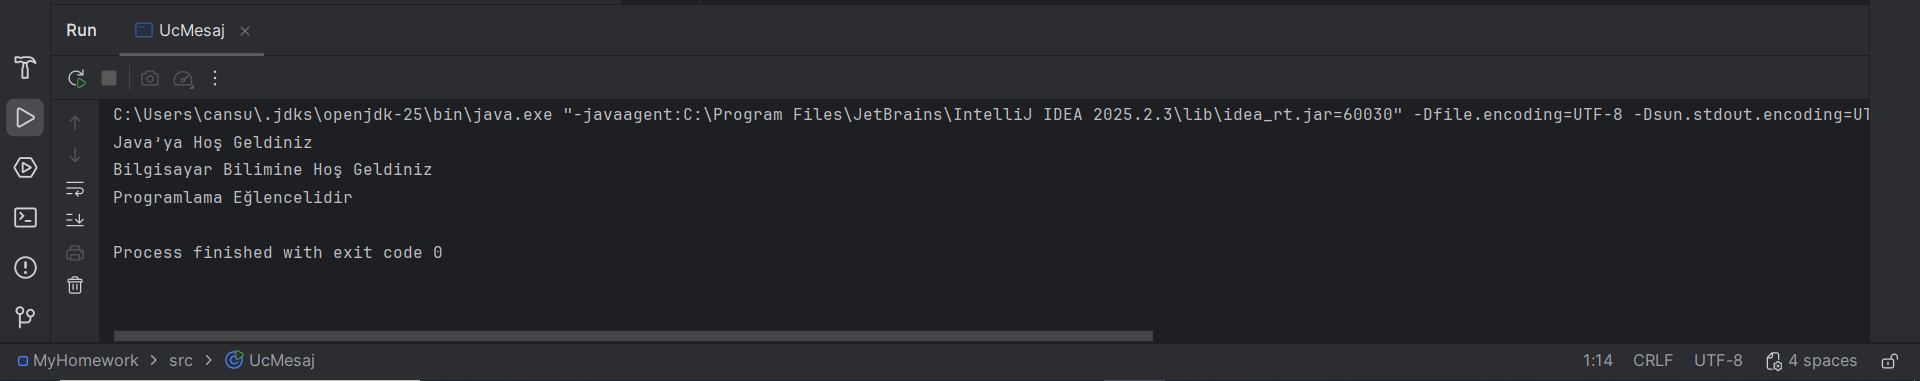 Run UcMesaj
C:\Users\cansu\.jdks\openjdk-25\bin\java.exe "-javaagent:C:\Program Files\JetBrains\IntelliJ IDEA 2025.2.3\lib\idea_rt.jar=60030" -Dfile.encoding=UTF-8 -Dsun.stdout.encoding=UT
Java’ya Hoş Geldiniz
Bilgisayar Bilimine Hoş Geldiniz
Programlama Eğlencelidir
Process finished with exit code 0
MyHomework > src > UcMesaj 1:14 CRLF UTF-8 4 spaces